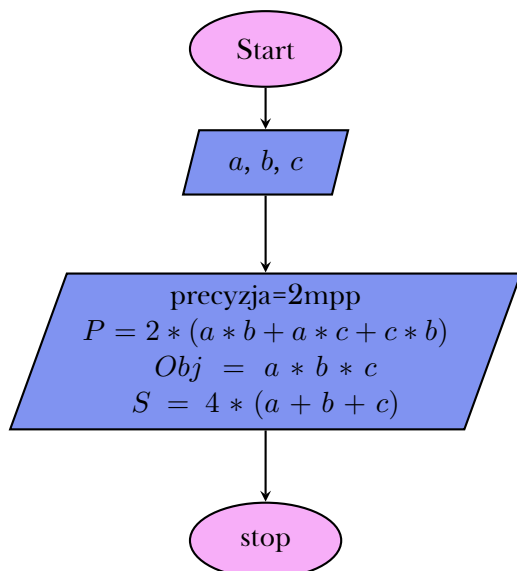 Start
a, b, c
precyzja=2mpp
P = 2 * (a * b + a * c + c * b)
Obj = a * b * c
S = 4 * (a + b + c)
stop